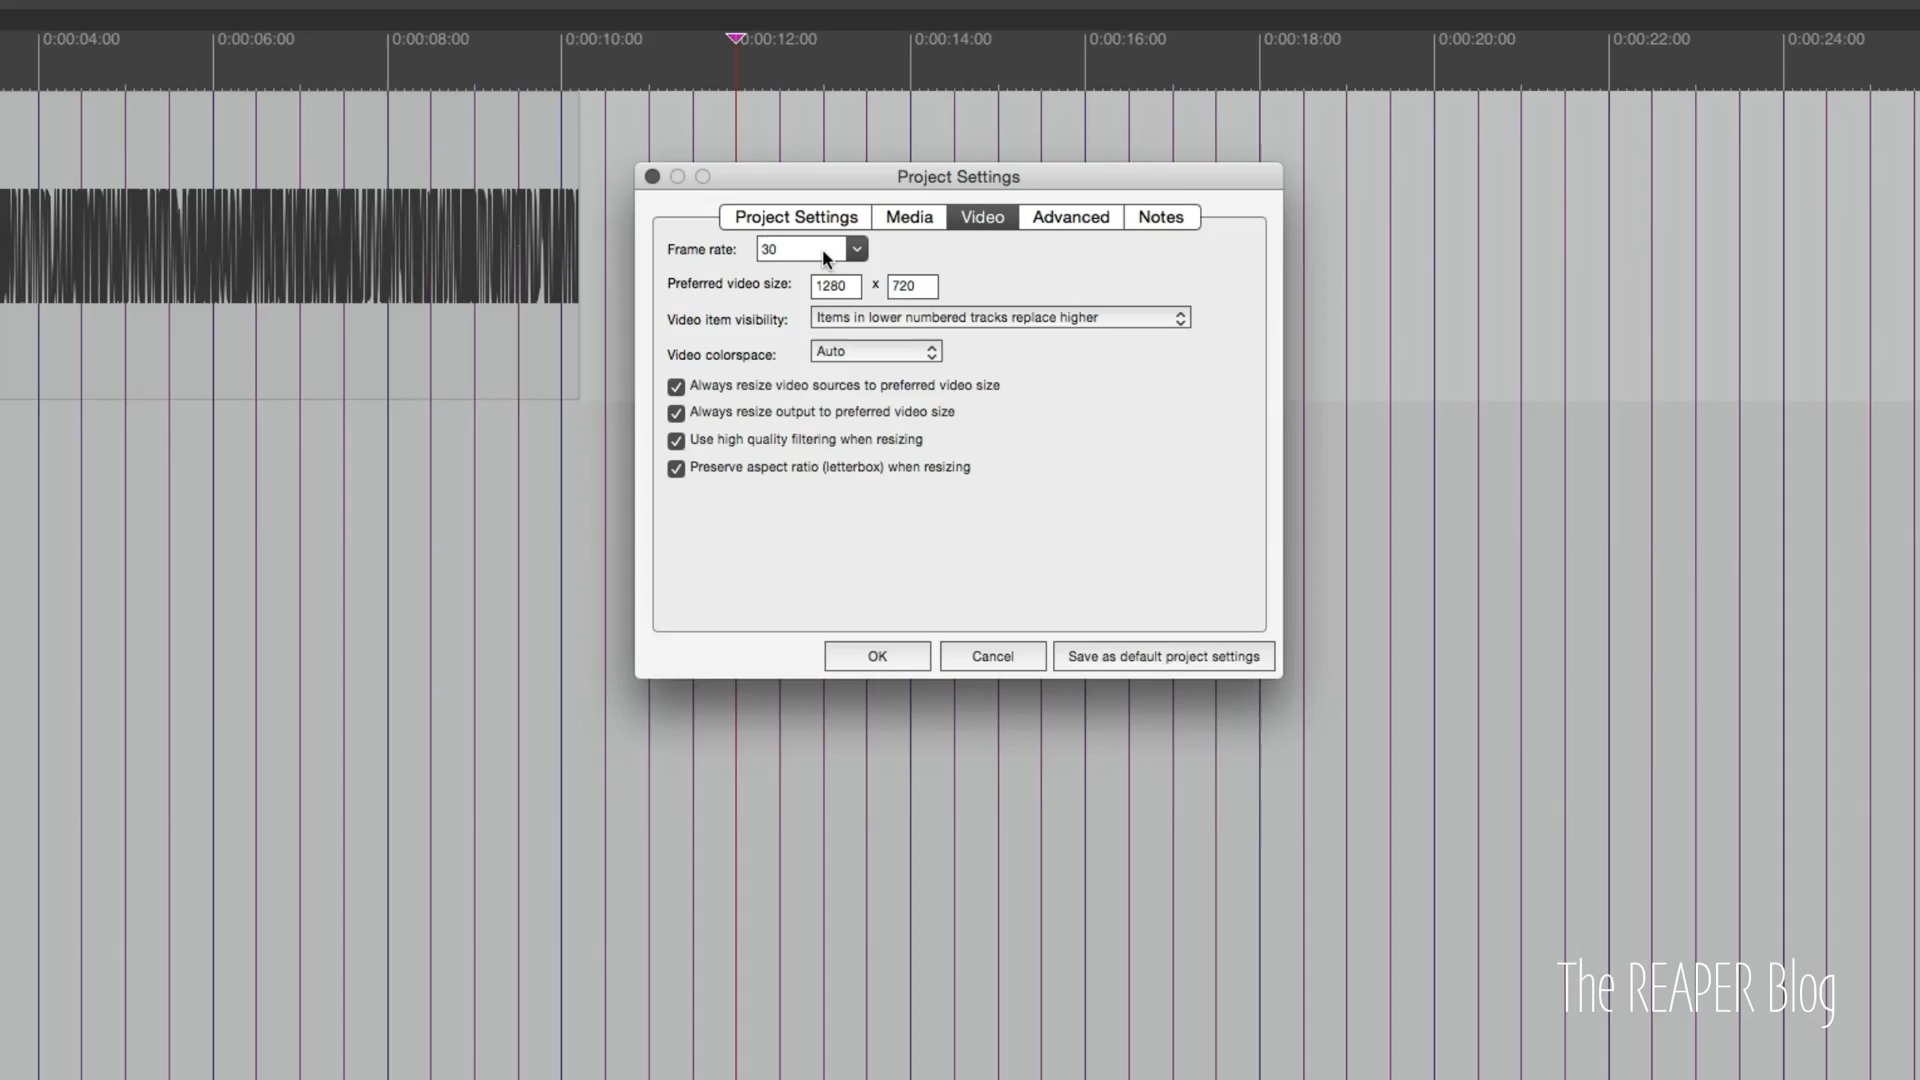 0:00:04:00 0:00:06:00 0:00:08:00 0:00:10:00 0:00:12:00 0:00:14:00 0:00:16:00 0:00:18:00 0:00:20:00 0:00:22:00 0:00:24:00
Project Settings
Project Settings Media Video Advanced Notes
Frame rate: 30
Preferred video size: 1280 x 720
Video item visibility: Items in lower numbered tracks replace higher
Video colorspace: Auto
Always resize video sources to preferred video size
Always resize output to preferred video size
Use high quality filtering when resizing
Preserve aspect ratio (letterbox) when resizing
OK Cancel Save as default project settings
The REAPER Blog